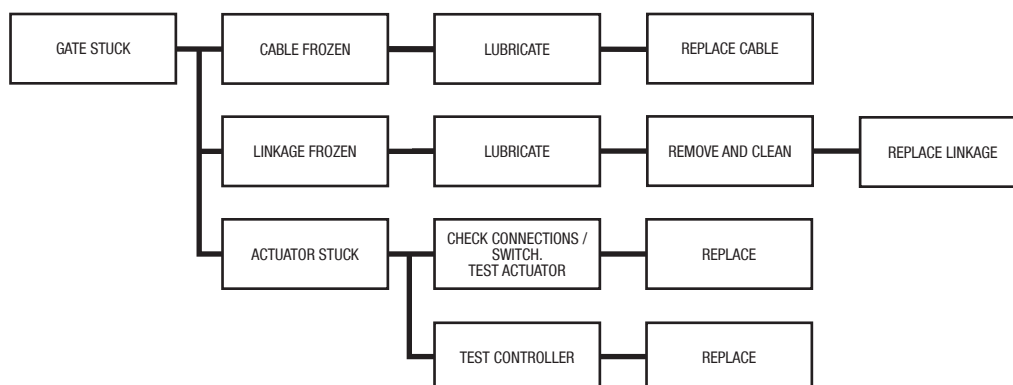 GATE STUCK
CABLE FROZEN
LUBRICATE
REPLACE CABLE
LINKAGE FROZEN
LUBRICATE
REMOVE AND CLEAN
REPLACE LINKAGE
ACTUATOR STUCK
CHECK CONNECTIONS /
SWITCH.
TEST ACTUATOR
REPLACE
TEST CONTROLLER
REPLACE